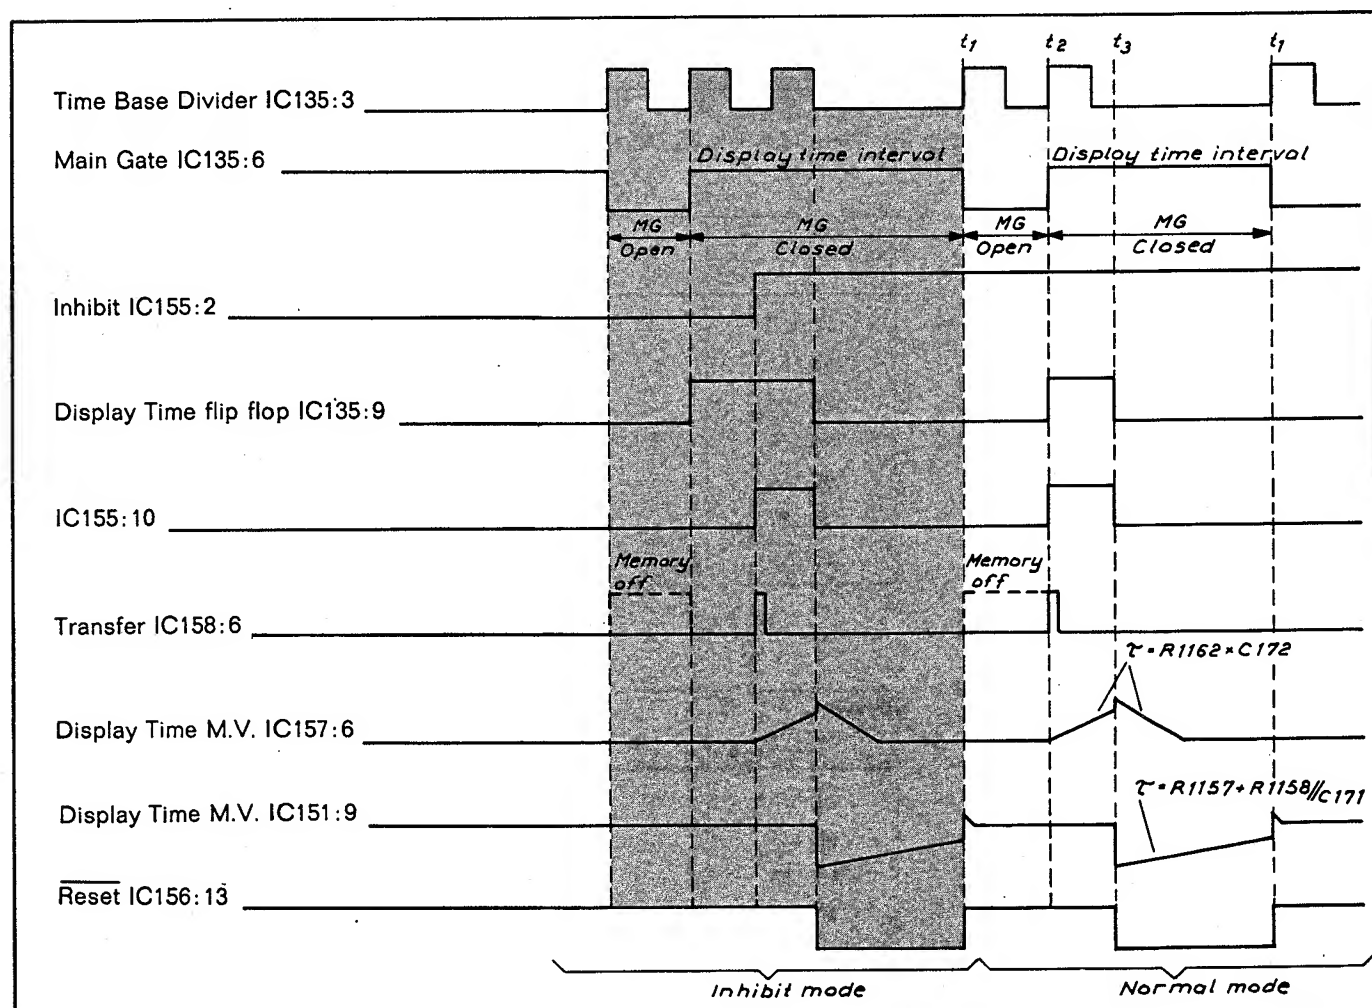 t1 t2 t3 t1
Time Base Divider IC135:3
Main Gate IC135:6
Display time interval
Display time interval
MG Open
MG Closed
MG Open
MG Closed
Inhibit IC155:2
Display Time flip flop IC135:9
IC155:10
Memory off
Memory off
Transfer IC158:6
τ=R1162×C172
Display Time M.V. IC157:6
τ=R1157+R1158//C171
Display Time M.V. IC151:9
Reset IC156:13
Inhibit mode
Normal mode